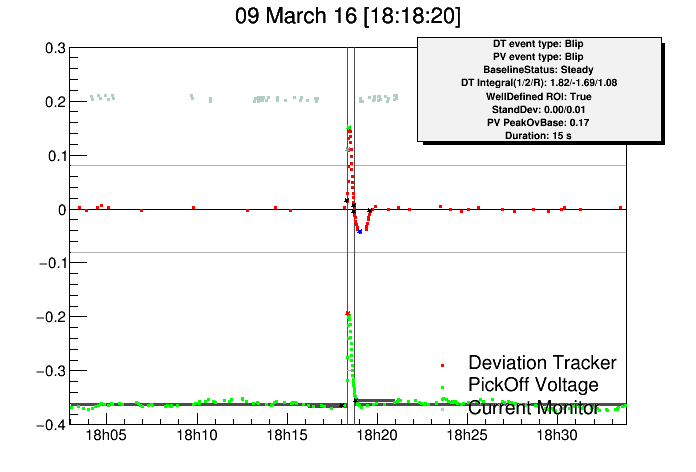 09 March 16 [18:18:20]
DT event type: Blip
PV event type: Blip
BaselineStatus: Steady
DT Integral(1/2/R): 1.82/-1.69/1.08
WellDefined ROI: True
StandDev: 0.00/0.01
PV PeakOvBase: 0.17
Duration: 15 s
0.3
0.2
0.1
0
−0.1
−0.2
−0.3
−0.4
Deviation Tracker
PickOff Voltage
Current Monitor
18h05 18h10 18h15 18h20 18h25 18h30